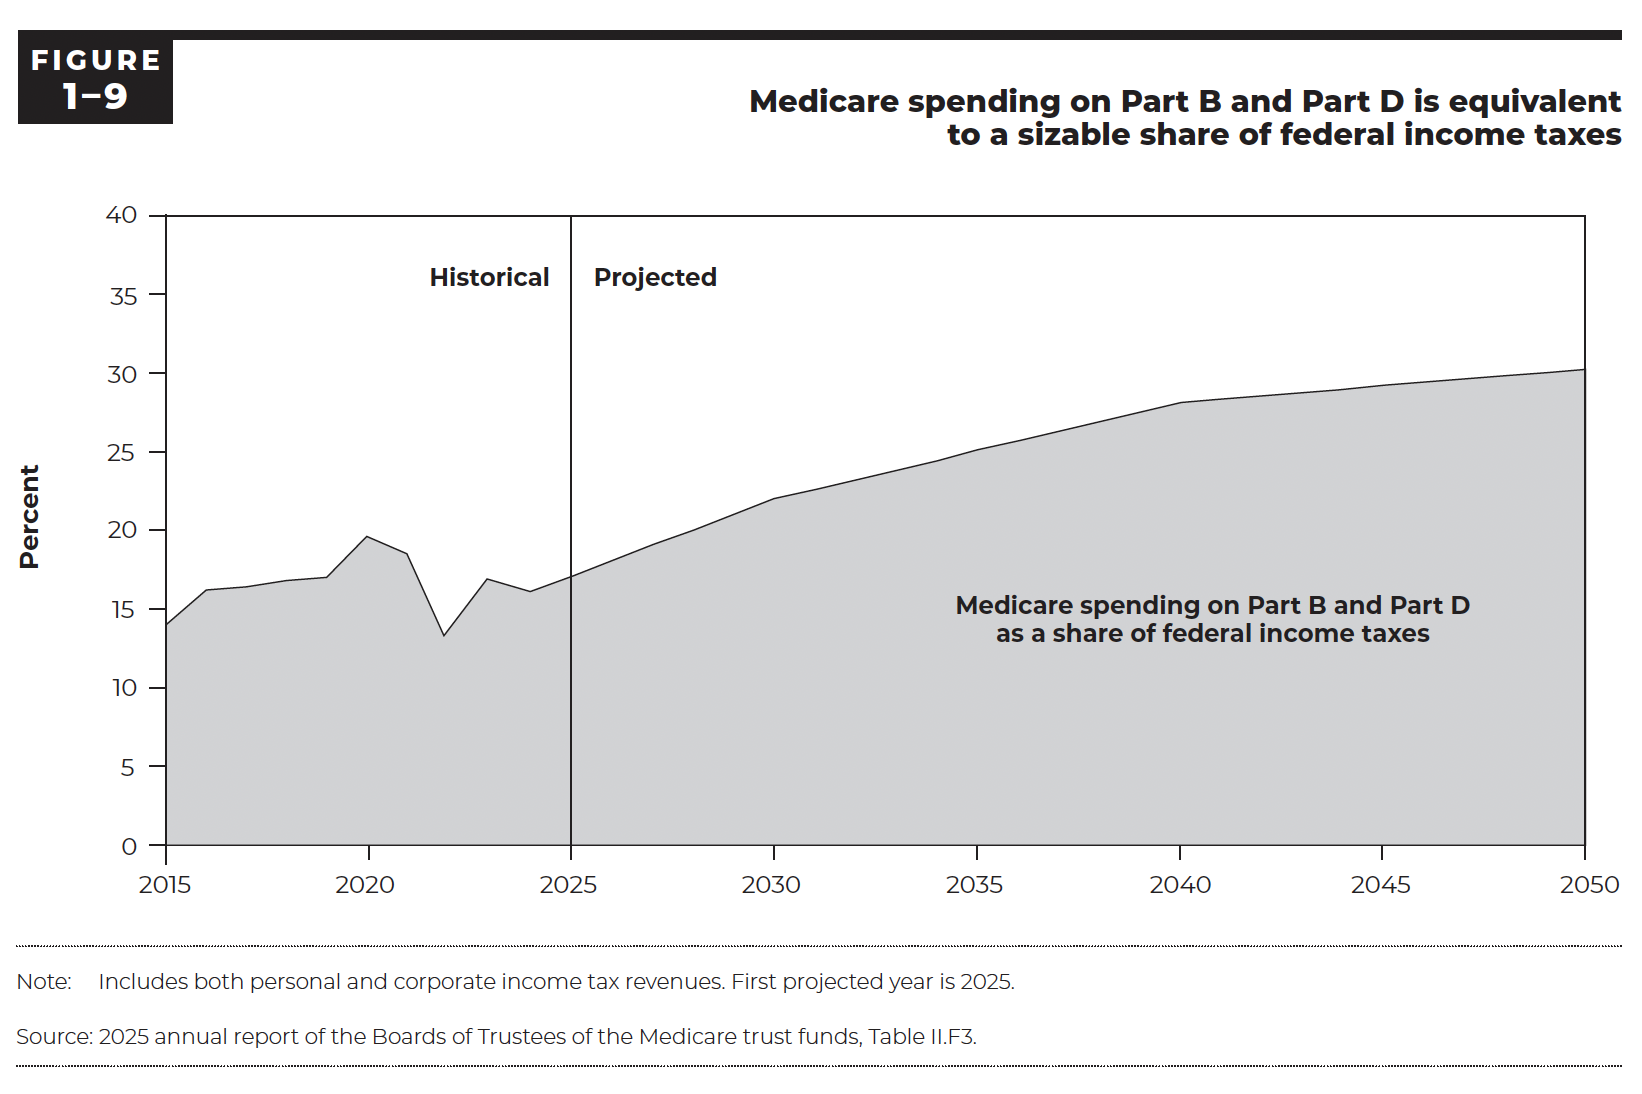 FIGURE
1–9
Medicare spending on Part B and Part D is equivalent
to a sizable share of federal income taxes
40
35
30
25
20
15
10
5
0
Percent
Historical
Projected
Medicare spending on Part B and Part D
as a share of federal income taxes
2015 2020 2025 2030 2035 2040 2045 2050
Note: Includes both personal and corporate income tax revenues. First projected year is 2025.
Source: 2025 annual report of the Boards of Trustees of the Medicare trust funds, Table II.F3.